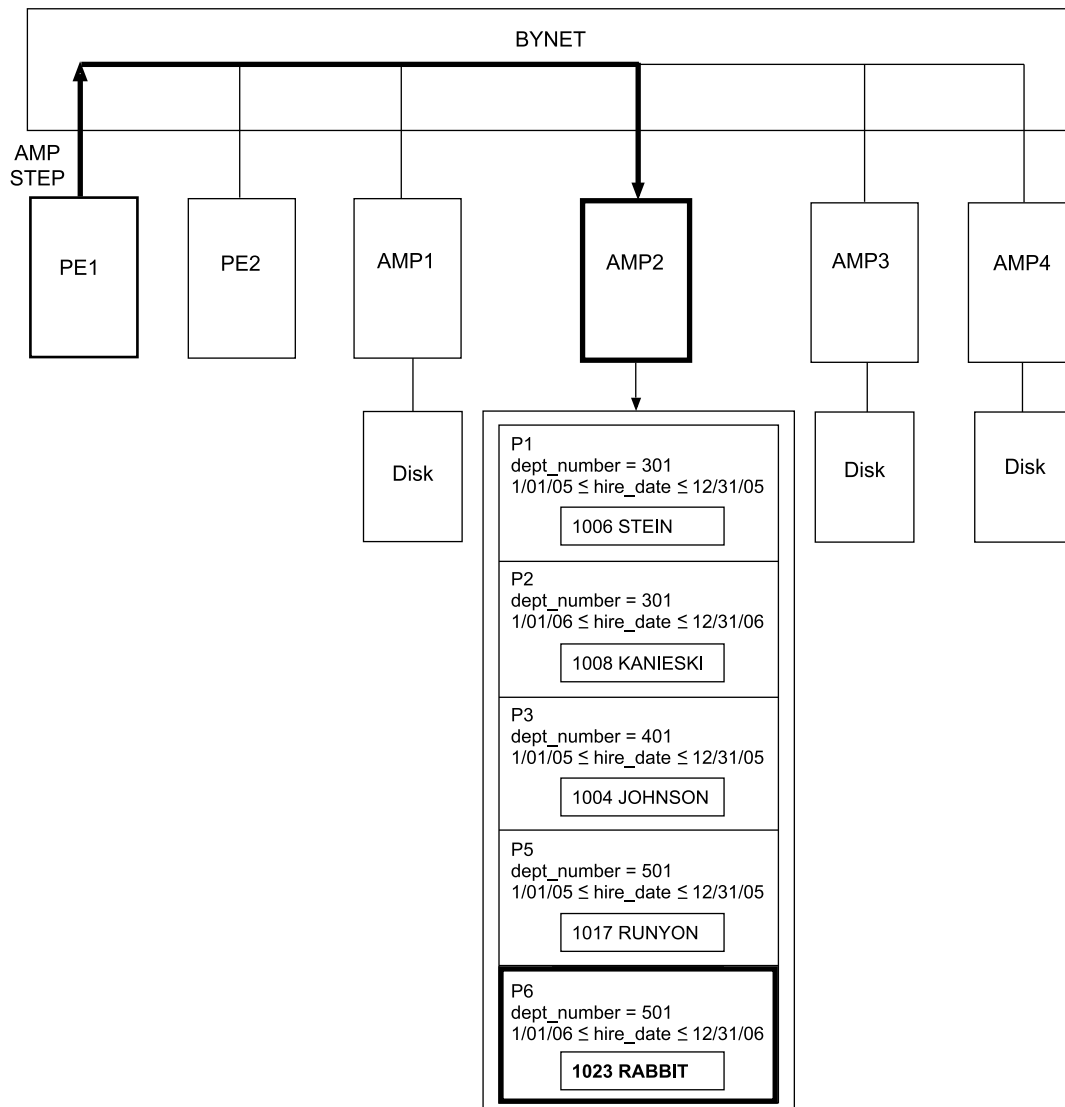 BYNET
AMP
STEP
PE1
PE2
AMP1
AMP2
AMP3
AMP4
Disk
Disk
Disk
P1
dept_number = 301
1/01/05 ≤ hire_date ≤ 12/31/05
1006 STEIN
P2
dept_number = 301
1/01/06 ≤ hire_date ≤ 12/31/06
1008 KANIESKI
P3
dept_number = 401
1/01/05 ≤ hire_date ≤ 12/31/05
1004 JOHNSON
P5
dept_number = 501
1/01/05 ≤ hire_date ≤ 12/31/05
1017 RUNYON
P6
dept_number = 501
1/01/06 ≤ hire_date ≤ 12/31/06
1023 RABBIT